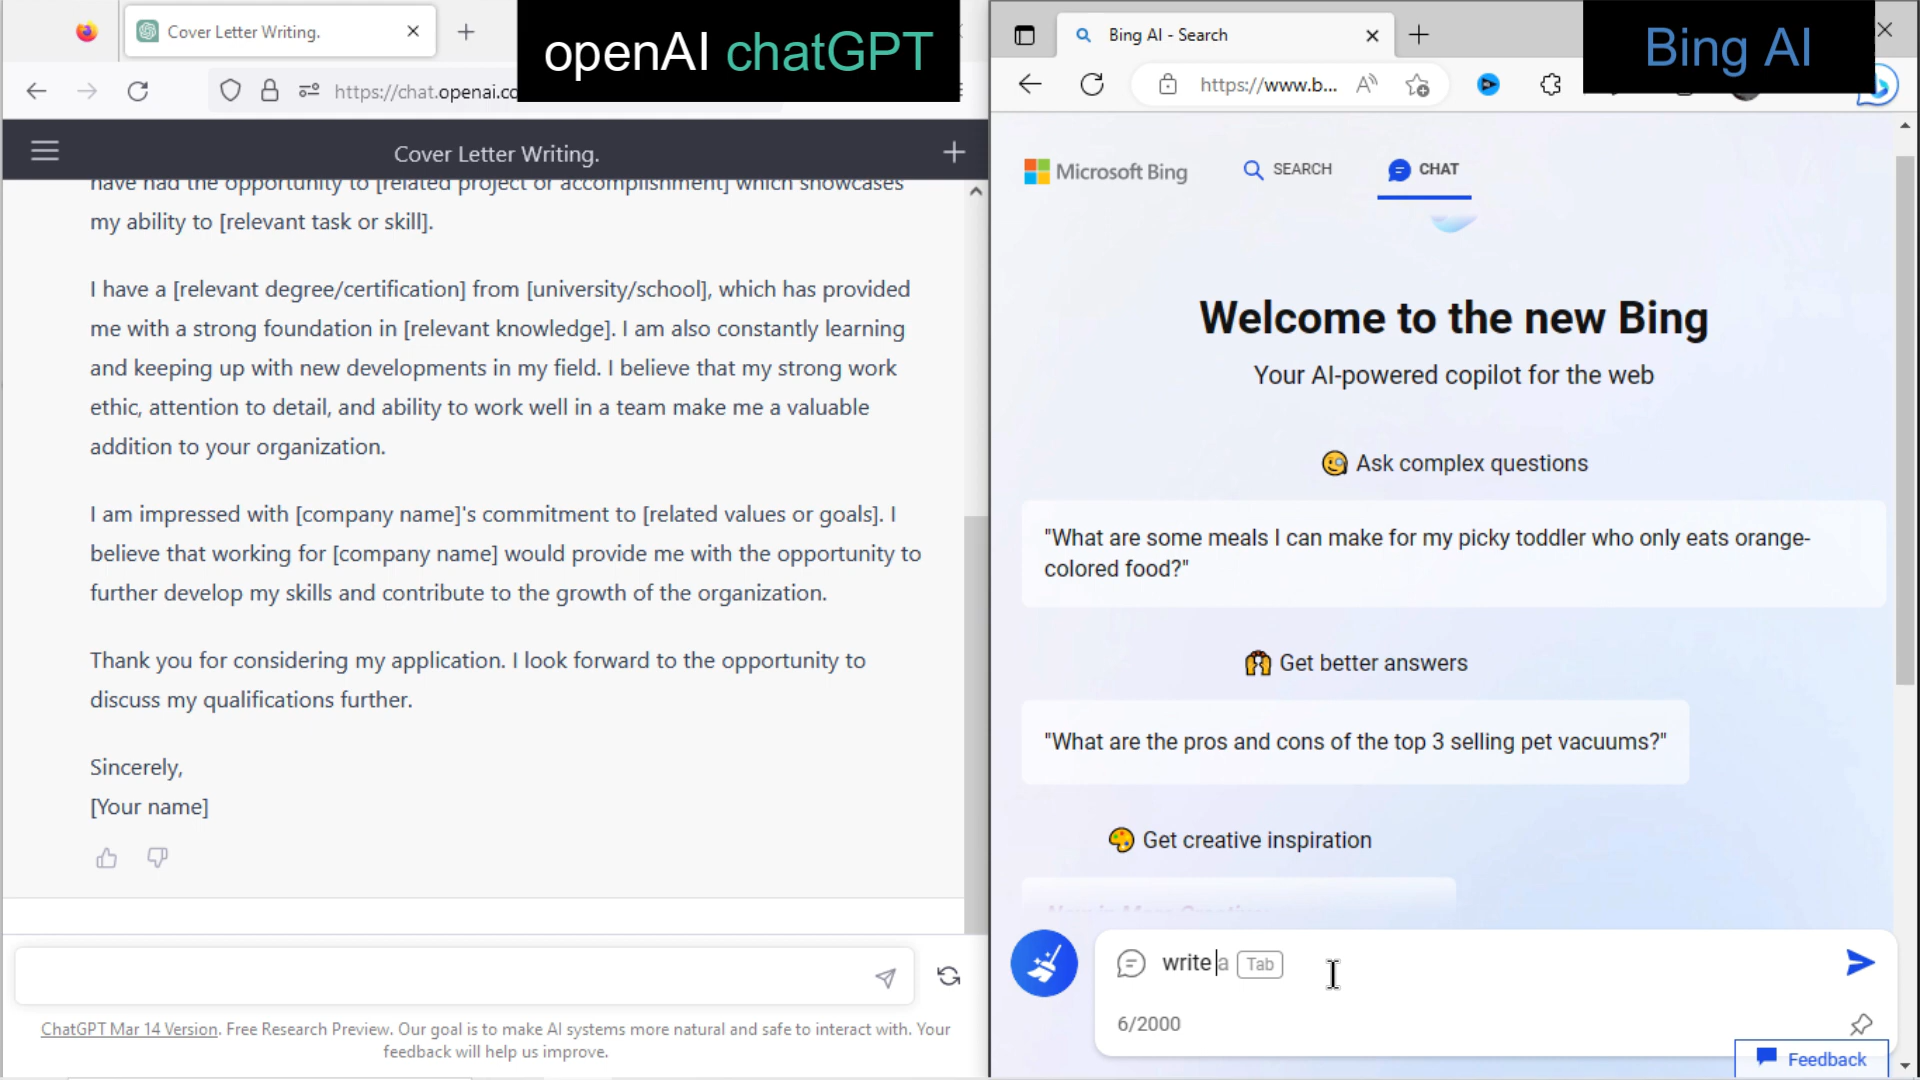 Cover Letter Writing.
openAI chatGPT
https://chat.openai.co
Cover Letter Writing.
have had the opportunity to [related project or accomplishment] which showcases
my ability to [relevant task or skill].
I have a [relevant degree/certification] from [university/school], which has provided
me with a strong foundation in [relevant knowledge]. I am also constantly learning
and keeping up with new developments in my field. I believe that my strong work
ethic, attention to detail, and ability to work well in a team make me a valuable
addition to your organization.
I am impressed with [company name]'s commitment to [related values or goals]. I
believe that working for [company name] would provide me with the opportunity to
further develop my skills and contribute to the growth of the organization.
Thank you for considering my application. I look forward to the opportunity to
discuss my qualifications further.
Sincerely,
[Your name]
ChatGPT Mar 14 Version. Free Research Preview. Our goal is to make AI systems more natural and safe to interact with. Your
feedback will help us improve.
Bing AI - Search
Bing AI
https://www.b...
Microsoft Bing
SEARCH
CHAT
Welcome to the new Bing
Your AI-powered copilot for the web
Ask complex questions
"What are some meals I can make for my picky toddler who only eats orange-
colored food?"
Get better answers
"What are the pros and cons of the top 3 selling pet vacuums?"
Get creative inspiration
write a Tab
6/2000
Feedback